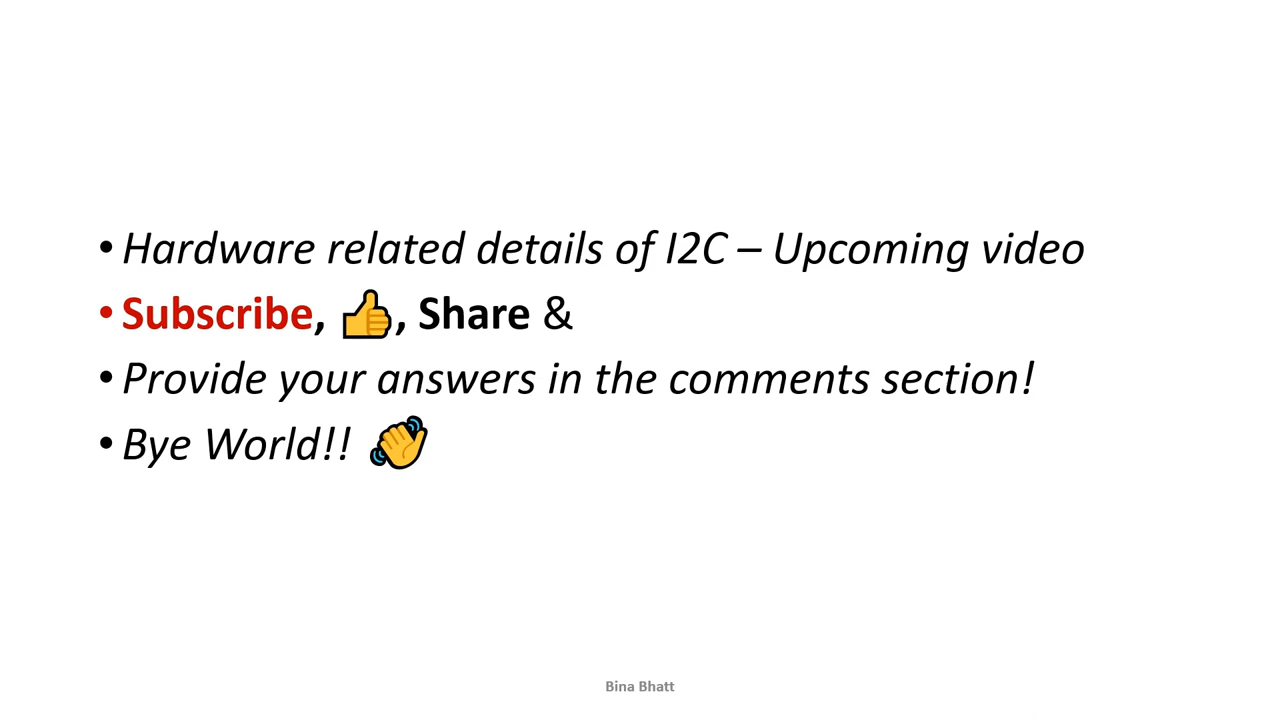 • Hardware related details of I2C – Upcoming video
• Subscribe, 👍, Share &
• Provide your answers in the comments section!
• Bye World!! 👋
Bina Bhatt